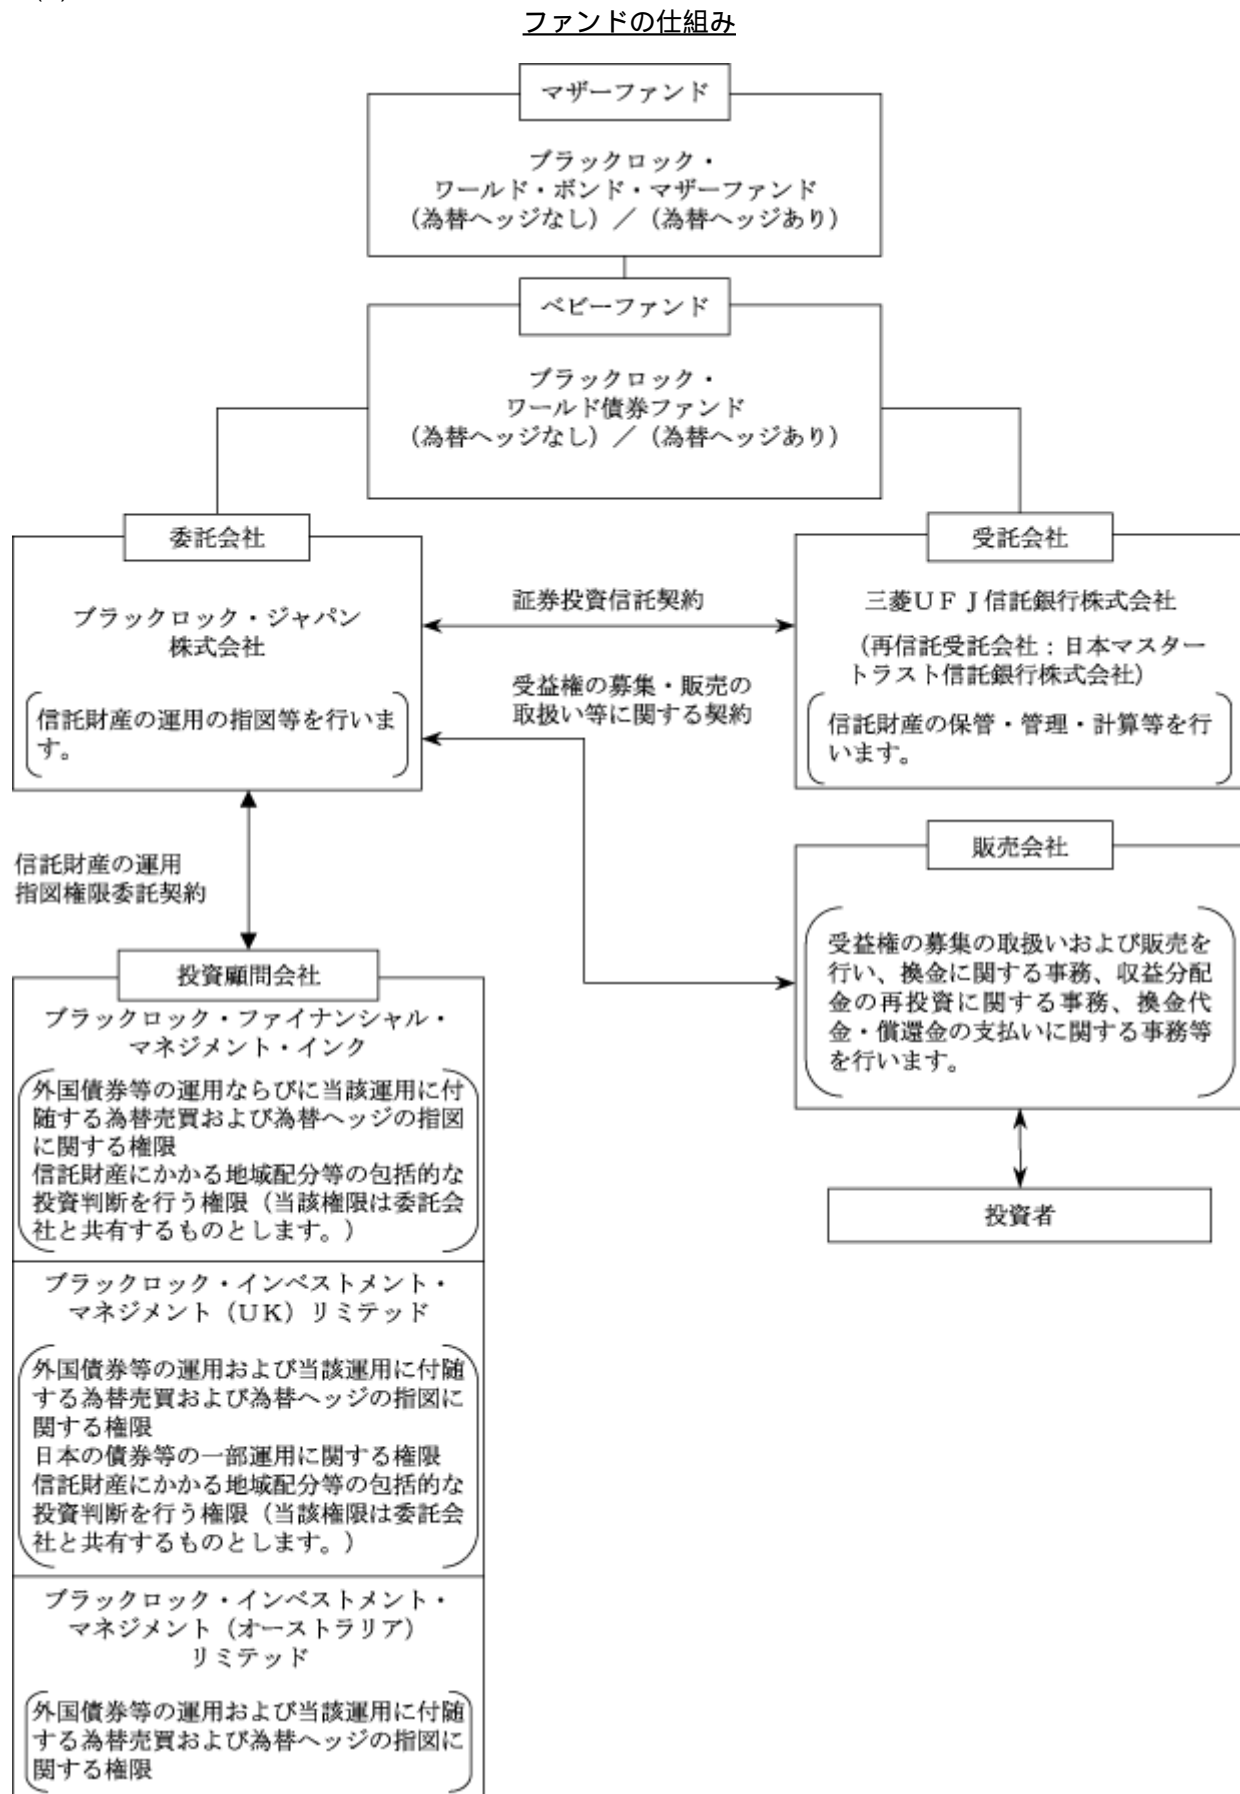 ファンドの仕組み
マザーファンド
ブラックロック・
ワールド・ボンド・マザーファンド
（為替ヘッジなし）／（為替ヘッジあり）
ベビーファンド
ブラックロック・
ワールド債券ファンド
（為替ヘッジなし）／（為替ヘッジあり）
委託会社
ブラックロック・ジャパン
株式会社
信託財産の運用の指図等を行いま
す。
証券投資信託契約
受益権の募集・販売の
取扱い等に関する契約
受託会社
三菱ＵＦＪ信託銀行株式会社
（再信託受託会社：日本マスター
トラスト信託銀行株式会社）
信託財産の保管・管理・計算等を行
います。
信託財産の運用
指図権限委託契約
販売会社
受益権の募集の取扱いおよび販売を
行い、換金に関する事務、収益分配
金の再投資に関する事務、換金代
金・償還金の支払いに関する事務等
を行います。
投資者
投資顧問会社
ブラックロック・ファイナンシャル・
マネジメント・インク
外国債券等の運用ならびに当該運用に付
随する為替売買および為替ヘッジの指図
に関する権限
信託財産にかかる地域配分等の包括的な
投資判断を行う権限（当該権限は委託会
社と共有するものとします。）
ブラックロック・インベストメント・
マネジメント（ＵＫ）リミテッド
外国債券等の運用および当該運用に付随
する為替売買および為替ヘッジの指図に
関する権限
日本の債券等の一部運用に関する権限
信託財産にかかる地域配分等の包括的な
投資判断を行う権限（当該権限は委託会
社と共有するものとします。）
ブラックロック・インベストメント・
マネジメント（オーストラリア）
リミテッド
外国債券等の運用および当該運用に付随
する為替売買および為替ヘッジの指図に
関する権限